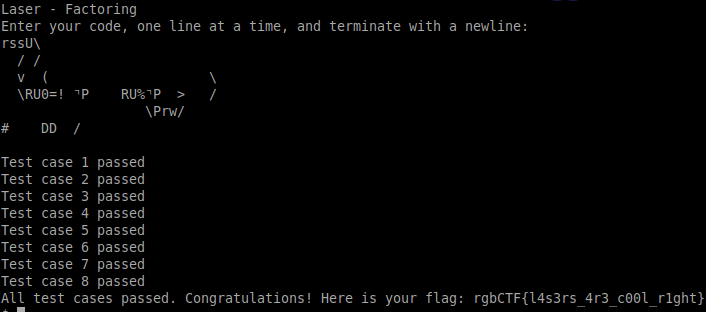 Laser - Factoring
Enter your code, one line at a time, and terminate with a newline:
rssU\
  / /
  v  (                    \
  \RU0=! ⌝P    RU%⌝P  >   /
                  \Prw/
#    DD  /

Test case 1 passed
Test case 2 passed
Test case 3 passed
Test case 4 passed
Test case 5 passed
Test case 6 passed
Test case 7 passed
Test case 8 passed
All test cases passed. Congratulations! Here is your flag: rgbCTF{l4s3rs_4r3_c00l_r1ght}